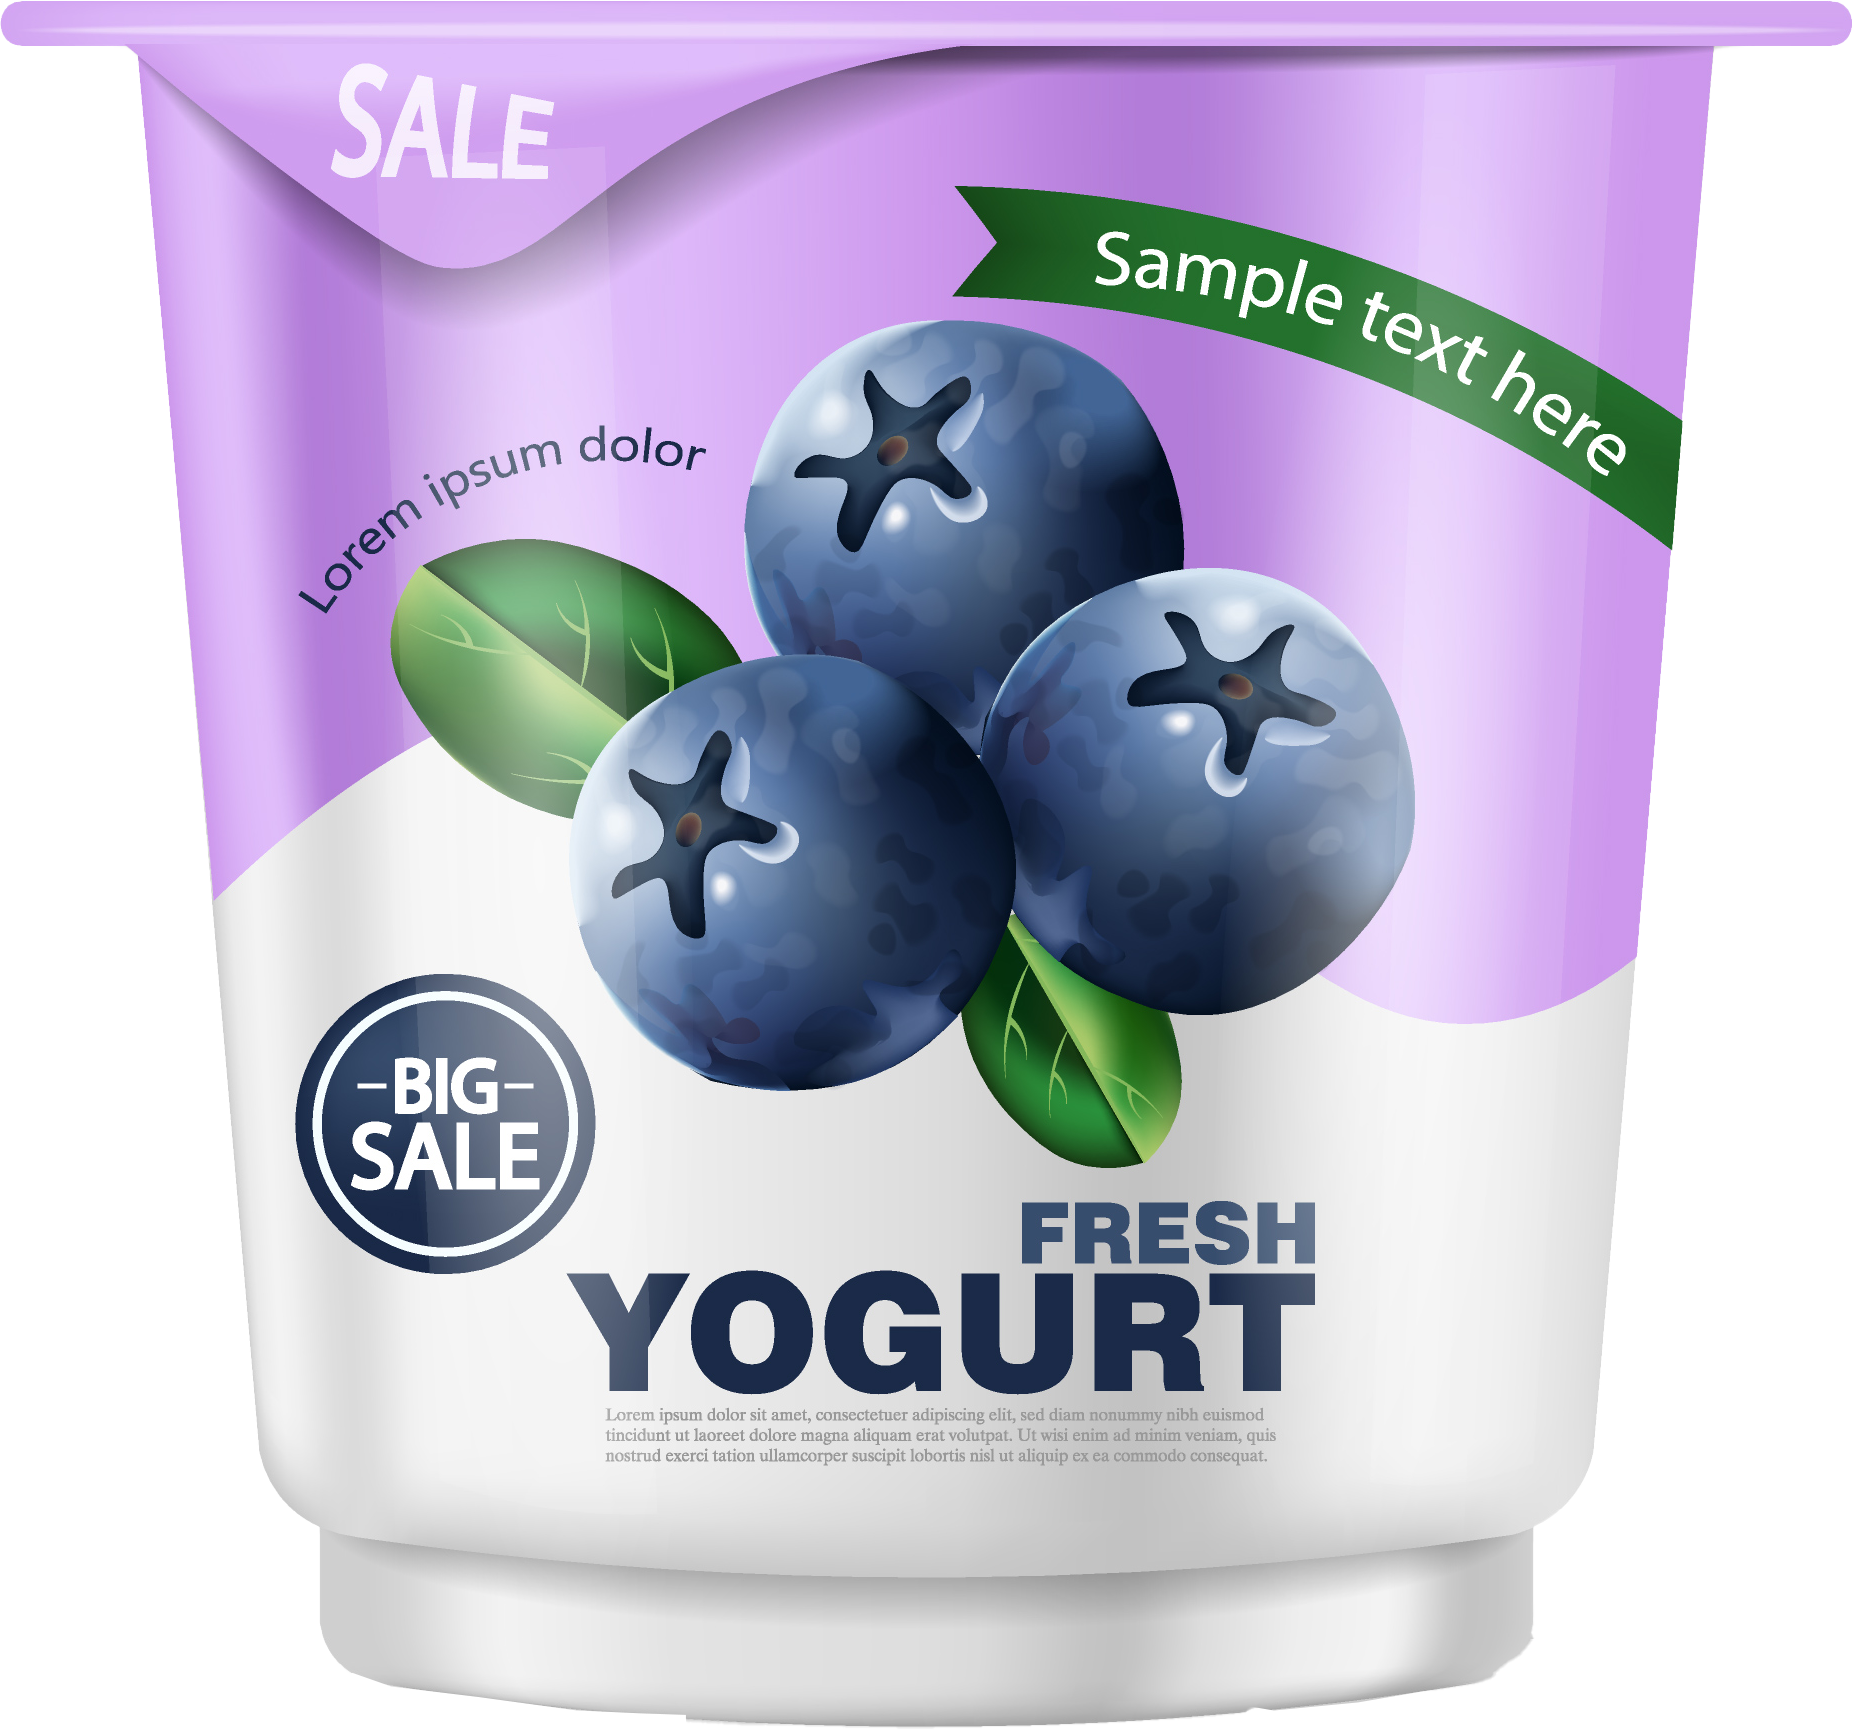 SALE
Sample text here
Lorem ipsum dolor
-BIG-
SALE
FRESH
YOGURT
Lorem ipsum dolor sit amet, consectetuer adipiscing elit, sed diam nonummy nibh euismod
tincidunt ut laoreet dolore magna aliquam erat volutpat. Ut wisi enim ad minim veniam, quis
nostrud exerci tation ullamcorper suscipit lobortis nisl ut aliquip ex ea commodo consequat.